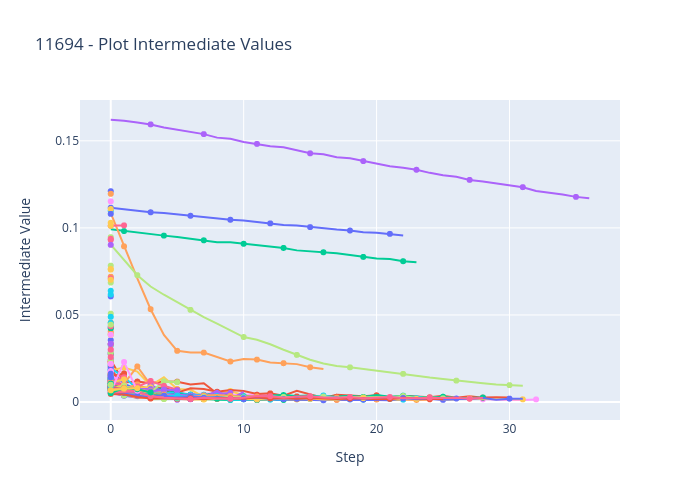 11694 - Plot Intermediate Values
0.15
0.1
0.05
0
Intermediate Value
0 10 20 30
Step